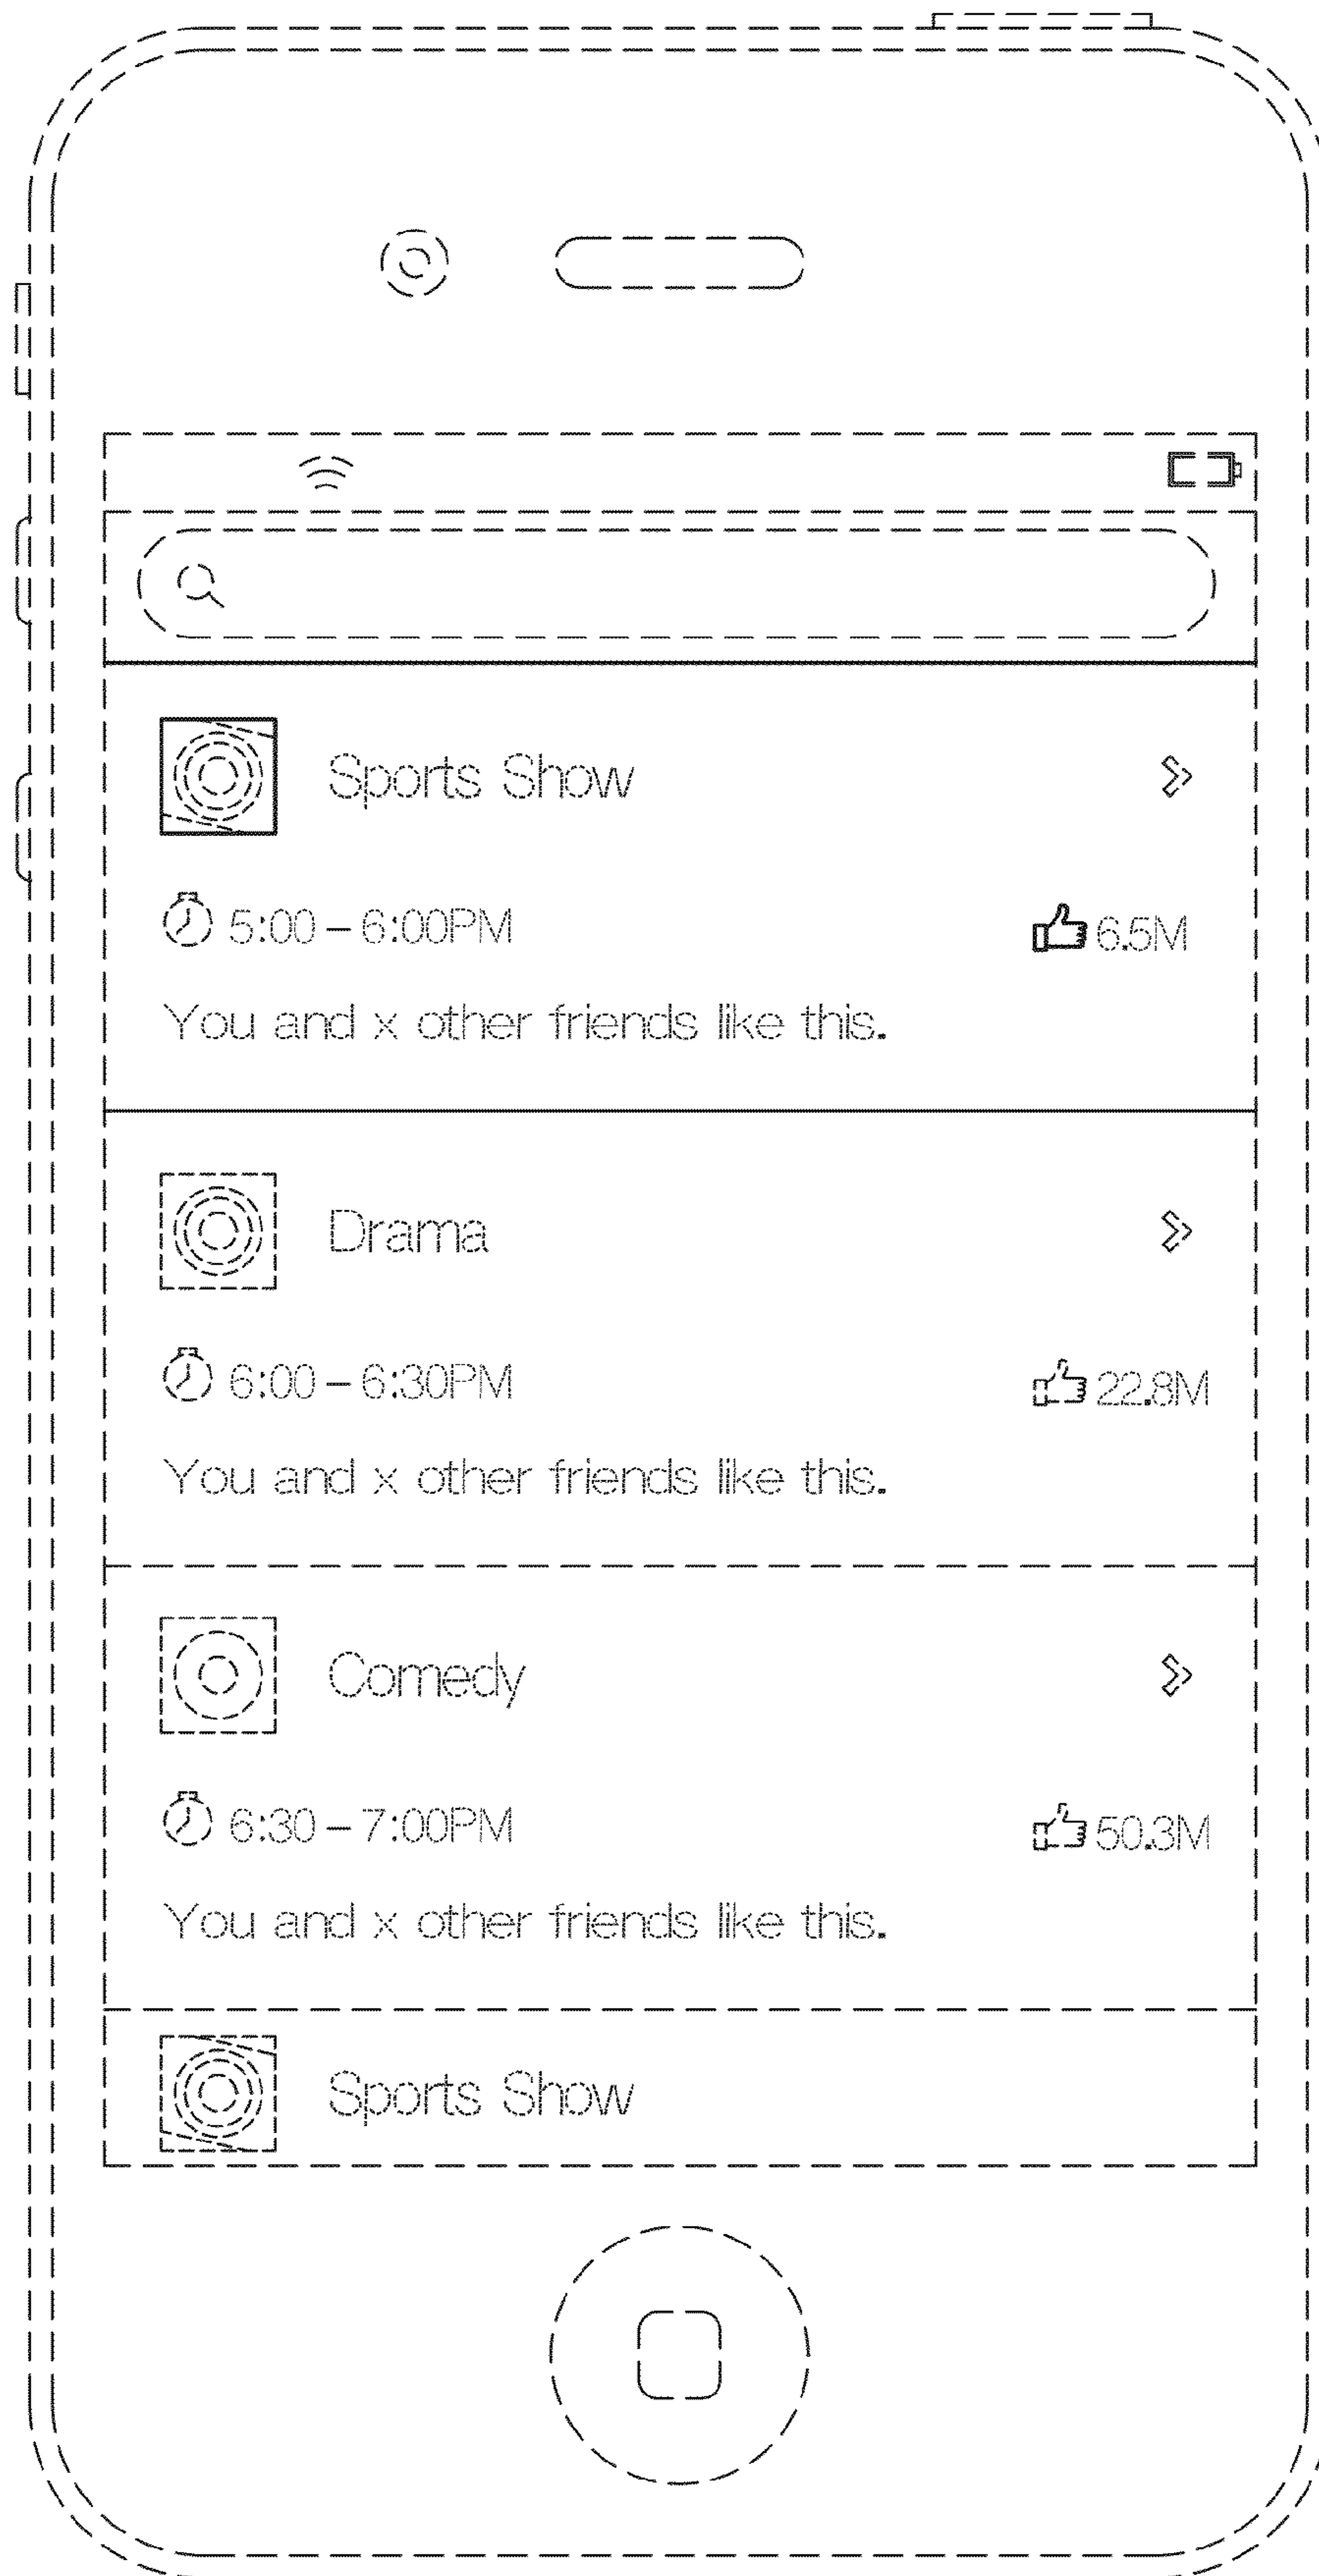 Sports Show
5:00 – 6:00PM 6.5M
You and x other friends like this.
Drama
6:00 – 6:30PM 22.8M
You and x other friends like this.
Comedy
6:30 – 7:00PM 50.3M
You and x other friends like this.
Sports Show